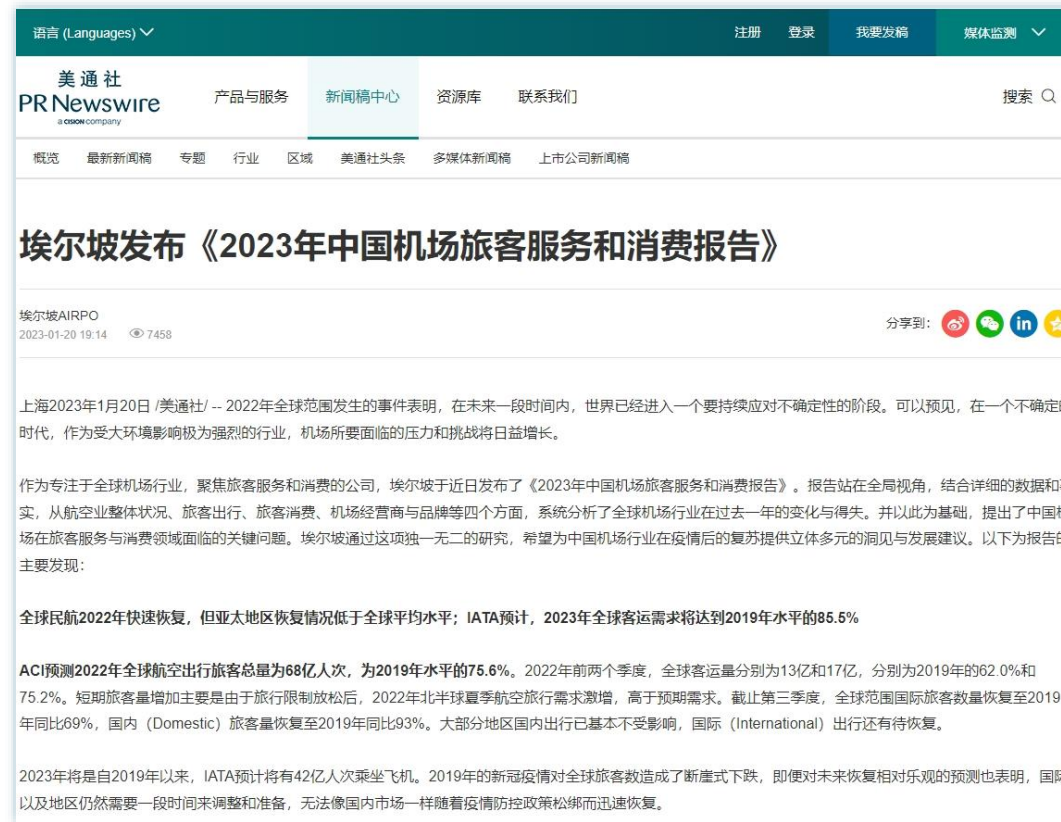 语言 (Languages)
注册
登录
我要发稿
媒体监测
美通社
PR Newswire
a CISION company
产品与服务
新闻稿中心
资源库
联系我们
搜索
概览
最新新闻稿
专题
行业
区域
美通社头条
多媒体新闻稿
上市公司新闻稿
埃尔坡发布《2023年中国机场旅客服务和消费报告》
埃尔坡AIRPO
2023-01-20 19:14
7458
分享到:
in
上海2023年1月20日 /美通社/ -- 2022年全球范围发生的事件表明，在未来一段时间内，世界已经进入一个要持续应对不确定性的阶段。可以预见，在一个不确定
时代，作为受大环境影响极为强烈的行业，机场所要面临的压力和挑战将日益增长。
作为专注于全球机场行业，聚焦旅客服务和消费的公司，埃尔坡于近日发布了《2023年中国机场旅客服务和消费报告》。报告站在全局视角，结合详细的数据和
实，从航空业整体状况、旅客出行、旅客消费、机场经营商与品牌等四个方面，系统分析了全球机场行业在过去一年的变化与得失。并以此为基础，提出了中国
场在旅客服务与消费领域面临的关键问题。埃尔坡通过这项独一无二的研究，希望为中国机场行业在疫情后的复苏提供立体多元的洞见与发展建议。以下为报告
主要发现：
全球民航2022年快速恢复，但亚太地区恢复情况低于全球平均水平；IATA预计，2023年全球客运需求将达到2019年水平的85.5%
ACI预测2022年全球航空出行旅客总量为68亿人次，为2019年水平的75.6%。2022年前两个季度，全球客运量分别为13亿和17亿，分别为2019年的62.0%和
75.2%。短期旅客量增加主要是由于旅行限制放松后，2022年北半球夏季航空旅行需求激增，高于预期需求。截止第三季度，全球范围国际旅客数量恢复至2019
年同比69%，国内（Domestic）旅客量恢复至2019年同比93%。大部分地区国内出行已基本不受影响，国际（International）出行还有待恢复。
2023年将是自2019年以来，IATA预计将有42亿人次乘坐飞机。2019年的新冠疫情对全球旅客数造成了断崖式下跌，即便对未来恢复相对乐观的预测也表明，国
以及地区仍然需要一段时间来调整和准备，无法像国内市场一样随着疫情防控政策松绑而迅速恢复。